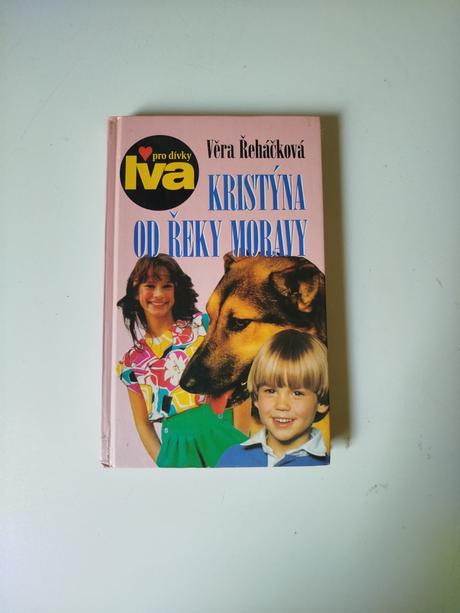 pro dívky
Iva
Věra Řeháčková
KRISTÝNA
OD ŘEKY MORAVY